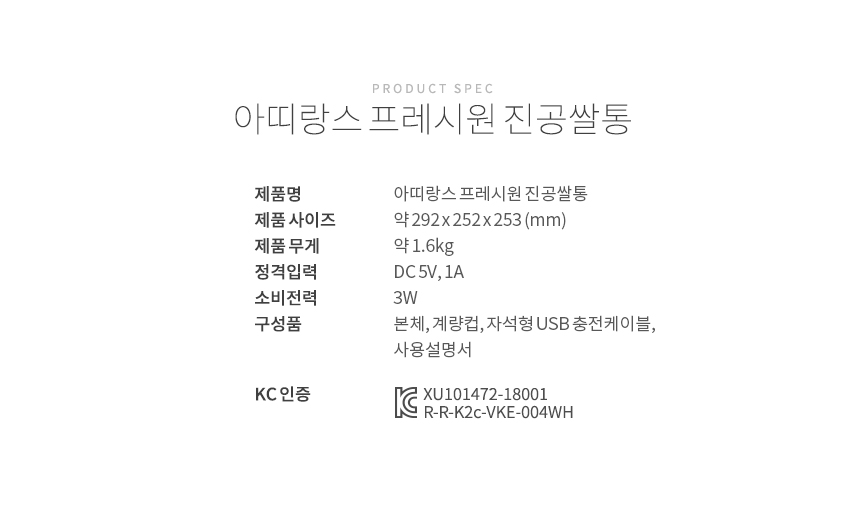 PRODUCT SPEC
아띠랑스 프레시원 진공쌀통
제품명 아띠랑스 프레시원 진공쌀통
제품 사이즈 약 292 x 252 x 253 (mm)
제품 무게 약 1.6kg
정격입력 DC 5V, 1A
소비전력 3W
구성품 본체, 계량컵, 자석형 USB 충전케이블,
사용설명서
KC 인증 XU101472-18001
R-R-K2c-VKE-004WH